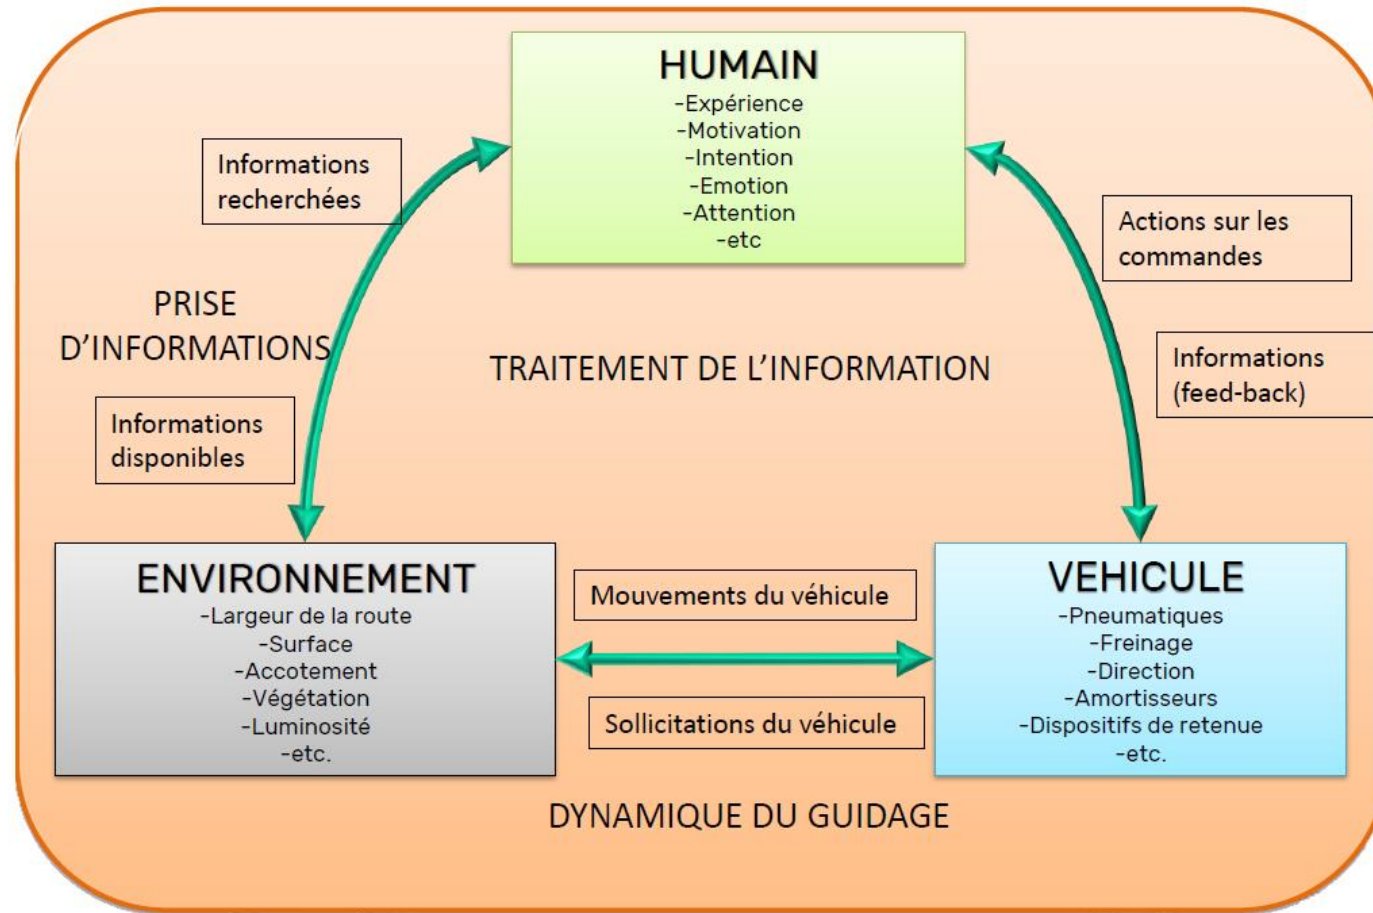 HUMAIN
-Expérience
-Motivation
-Intention
-Emotion
-Attention
-etc
Informations
recherchées
Actions sur les
commandes
PRISE
D’INFORMATIONS
TRAITEMENT DE L’INFORMATION
Informations
(feed-back)
Informations
disponibles
ENVIRONNEMENT
-Largeur de la route
-Surface
-Accotement
-Végétation
-Luminosité
-etc.
Mouvements du véhicule
Sollicitations du véhicule
VEHICULE
-Pneumatiques
-Freinage
-Direction
-Amortisseurs
-Dispositifs de retenue
-etc.
DYNAMIQUE DU GUIDAGE